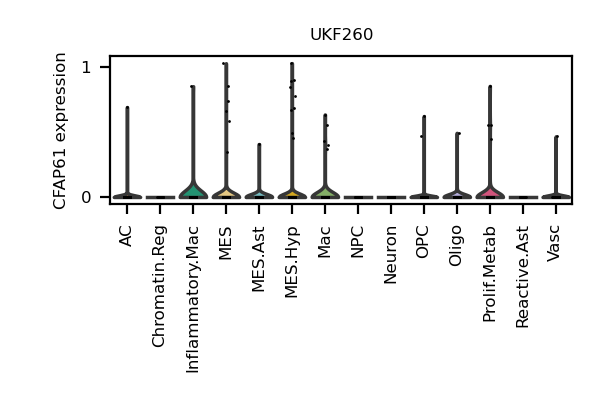 UKF260
CFAP61 expression
1
0
AC
Chromatin.Reg
Inflammatory.Mac
MES
MES.Ast
MES.Hyp
Mac
NPC
Neuron
OPC
Oligo
Prolif.Metab
Reactive.Ast
Vasc